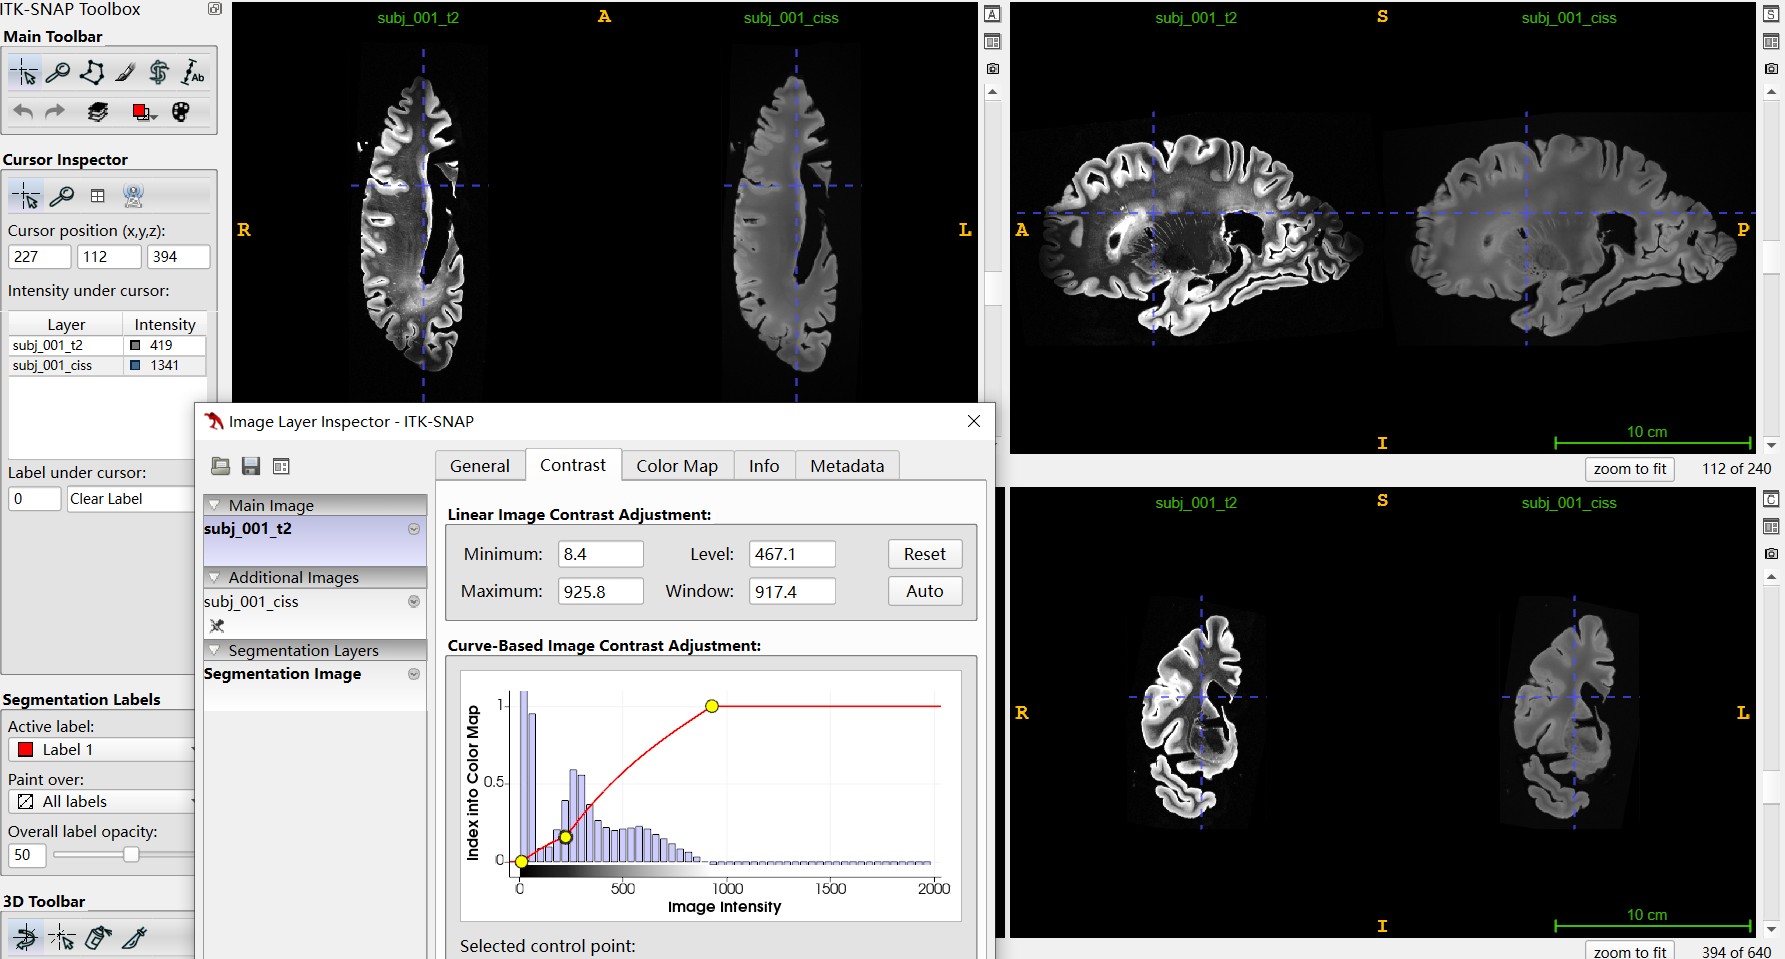 ITK-SNAP Toolbox
Main Toolbar
Ab
Cursor Inspector
Cursor position (x,y,z):
227 112 394
Intensity under cursor:
Layer Intensity
subj_001_t2 419
subj_001_ciss 1341
Label under cursor:
0 Clear Label
Segmentation Labels
Active label:
Label 1
Paint over:
All labels
Overall label opacity:
50
3D Toolbar
subj_001_t2 A subj_001_ciss
R L
A
subj_001_t2 S subj_001_ciss
S
A P
10 cm
I
zoom to fit 112 of 240
subj_001_t2 S subj_001_ciss
C
R L
10 cm
I
zoom to fit 394 of 640
Image Layer Inspector - ITK-SNAP
General Contrast Color Map Info Metadata
Main Image
subj_001_t2
Additional Images
subj_001_ciss
Segmentation Layers
Segmentation Image
Linear Image Contrast Adjustment:
Minimum: 8.4 Level: 467.1 Reset
Maximum: 925.8 Window: 917.4 Auto
Curve-Based Image Contrast Adjustment:
Index into Color Map
1
0.5
0
0 500 1000 1500 2000
Image Intensity
Selected control point: